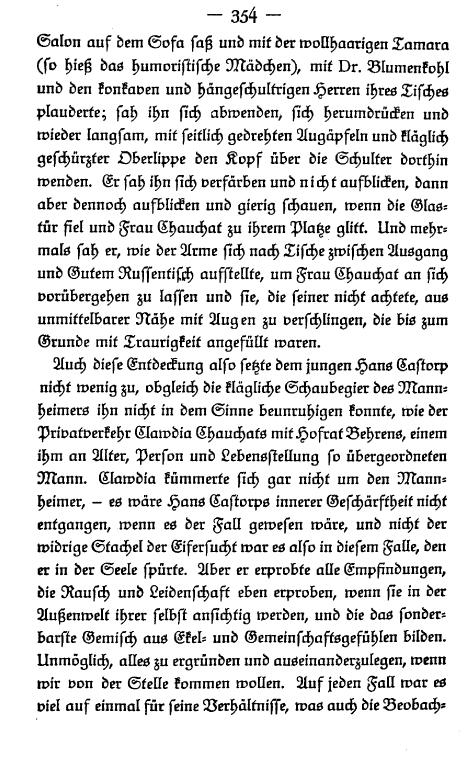 — 354 —
Salon auf dem Sofa saß und mit der wollhaarigen Tamara
(so hieß das humoristische Mädchen), mit Dr. Blumenkohl
und den konkaven und hängeschultrigen Herren ihres Tisches
plauderte; sah ihn sich abwenden, sich herumdrücken und
wieder langsam, mit seitlich gedrehten Augäpfeln und kläglich
geschürzter Oberlippe den Kopf über die Schulter dorthin
wenden. Er sah ihn sich verfärben und nicht aufblicken, dann
aber dennoch aufblicken und gierig schauen, wenn die Glas-
tür fiel und Frau Chauchat zu ihrem Platze glitt. Und mehr-
mals sah er, wie der Arme sich nach Tische zwischen Ausgang
und Gutem Russentisch aufstellte, um Frau Chauchat an sich
vorübergehen zu lassen und sie, die seiner nicht achtete, aus
unmittelbarer Nähe mit Augen zu verschlingen, die bis zum
Grunde mit Traurigkeit angefüllt waren.
Auch diese Entdeckung also setzte dem jungen Hans Castorp
nicht wenig zu, obgleich die klägliche Schaubegier des Mann-
heimers ihn nicht in dem Sinne beunruhigen konnte, wie der
Privatverkehr Clawdia Chauchats mit Hofrat Behrens, einem
ihm an Alter, Person und Lebensstellung so übergeordneten
Mann. Clawdia kümmerte sich gar nicht um den Mann-
heimer, – es wäre Hans Castorps innerer Geschärftheit nicht
entgangen, wenn es der Fall gewesen wäre, und nicht der
widrige Stachel der Eifersucht war es also in diesem Falle, den
er in der Seele spürte. Aber er erprobte alle Empfindungen,
die Rausch und Leidenschaft eben erproben, wenn sie in der
Außenwelt ihrer selbst ansichtig werden, und die das sonder-
barste Gemisch aus Ekel- und Gemeinschaftsgefühlen bilden.
Unmöglich, alles zu ergründen und auseinanderzulegen, wenn
wir von der Stelle kommen wollen. Auf jeden Fall war es
viel auf einmal für seine Verhältnisse, was auch die Beobach-